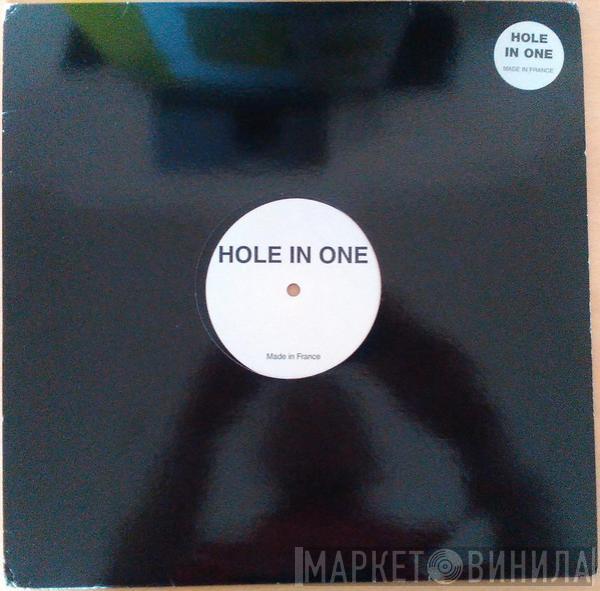 HOLE
IN ONE
MADE IN FRANCE
HOLE IN ONE
Made in France
МАРКЕТ ВИНИЛА